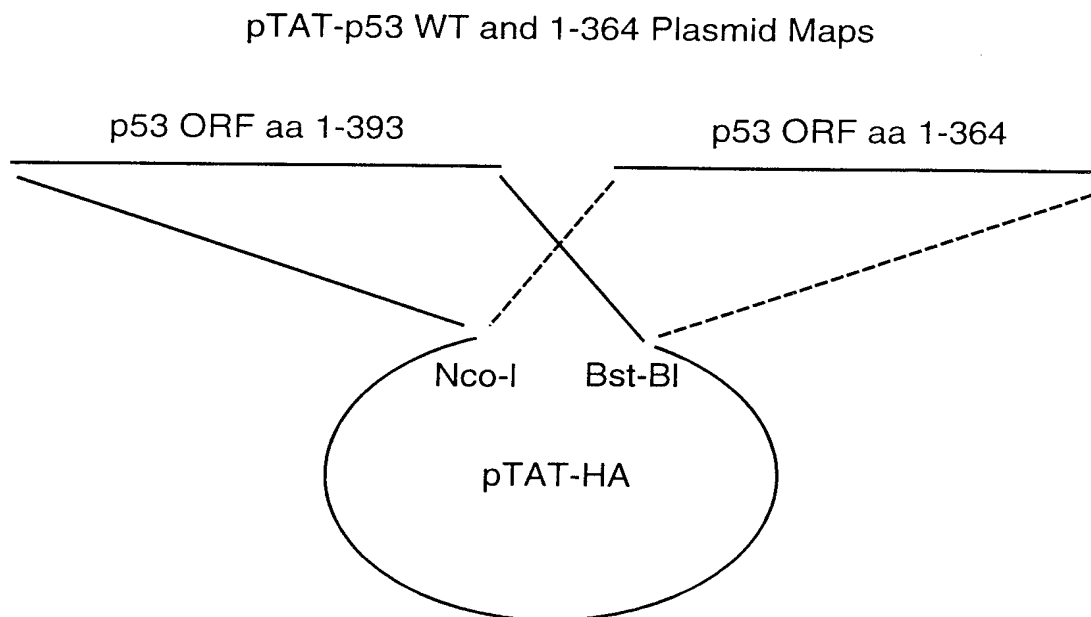 pTAT-p53 WT and 1-364 Plasmid Maps
p53 ORF aa 1-393
p53 ORF aa 1-364
Nco-I
Bst-BI
pTAT-HA